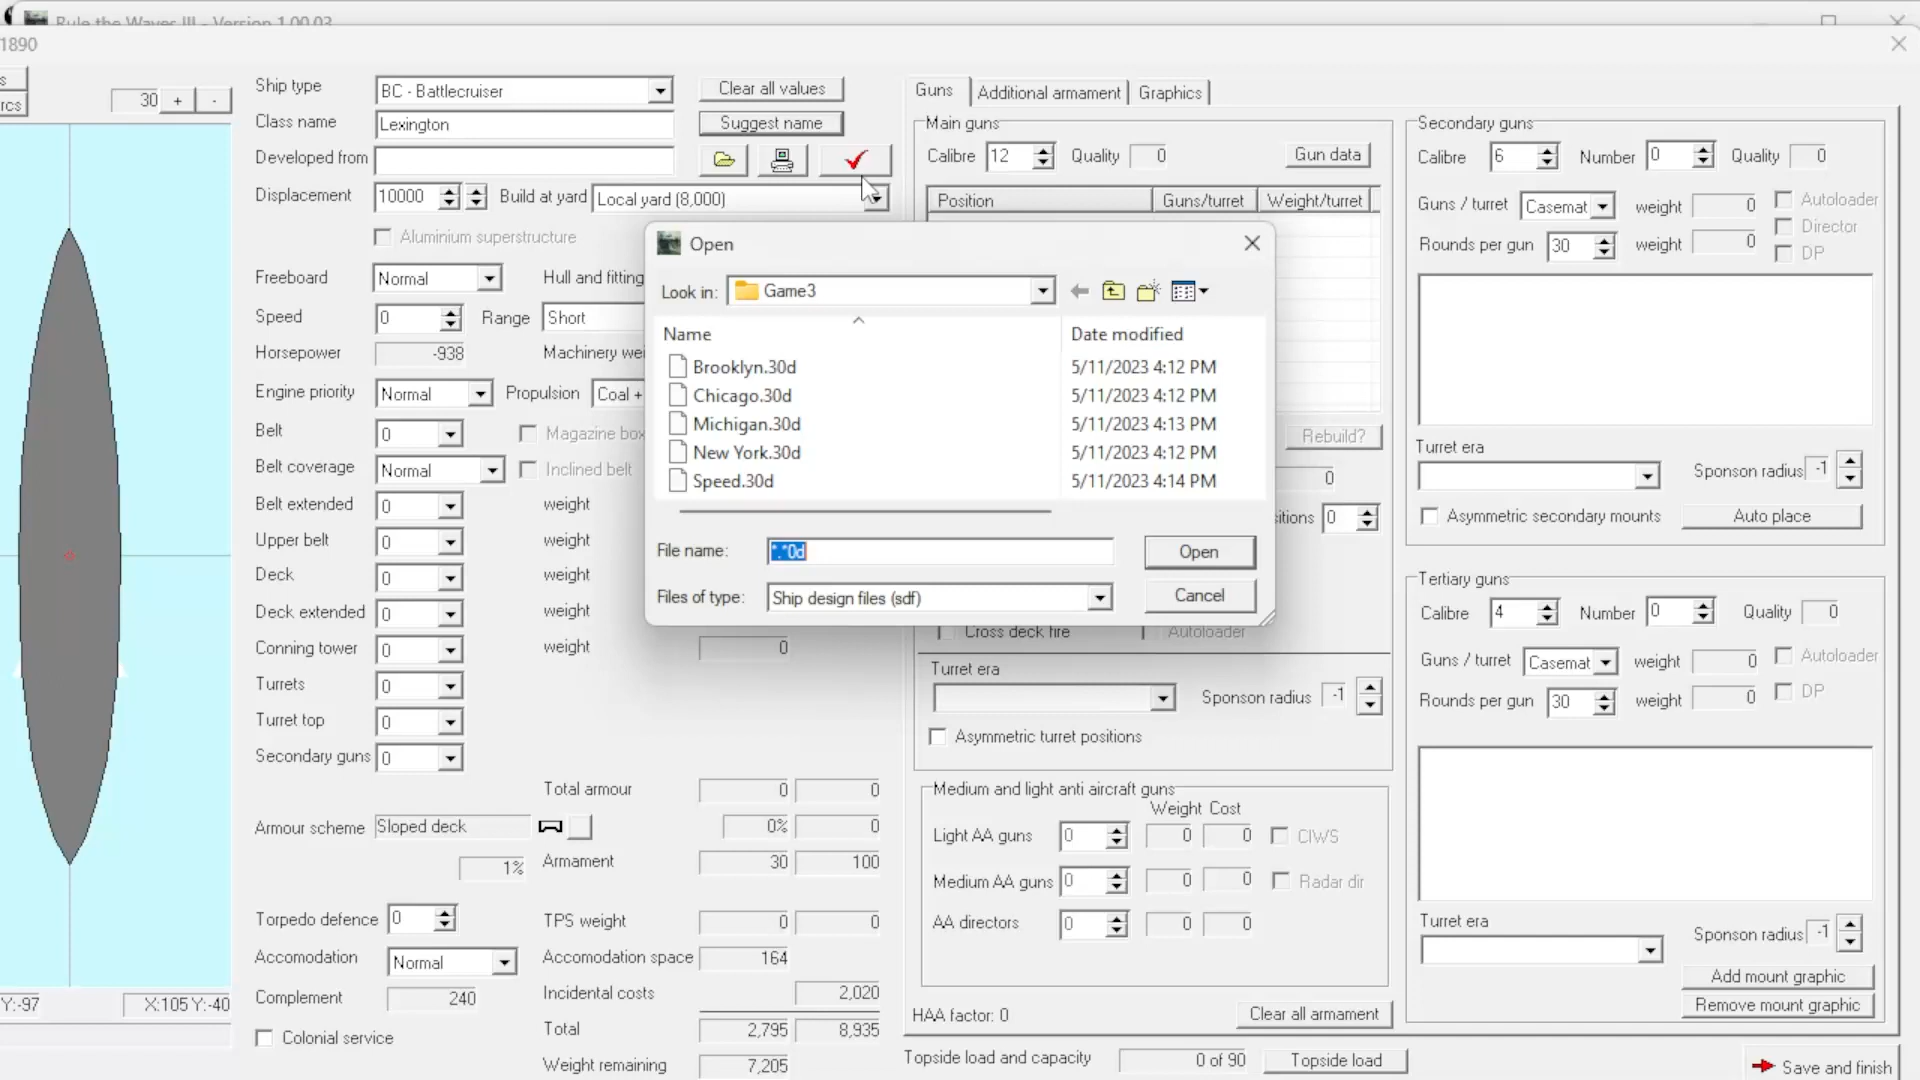 Rule the Waves III - Version 1.00.03
1890
s
rcs
30 + -
Y:-97
X:105 Y:-40
Ship type BC - Battlecruiser
Class name Lexington
Developed from
Displacement 10000 Build at yard Local yard (8,000)
Aluminium superstructure
Freeboard Normal Hull and fitting
Speed 0 Range Short
Horsepower -938 Machinery wei
Engine priority Normal Propulsion Coal +
Belt 0 Magazine box
Belt coverage Normal Inclined belt
Belt extended 0 weight
Upper belt 0 weight
Deck 0 weight
Deck extended 0 weight
Conning tower 0 weight 0
Turrets 0
Turret top 0
Secondary guns 0
Total armour 0 0
Armour scheme Sloped deck 0% 0
1% Armament 30 100
Torpedo defence 0 TPS weight 0 0
Accomodation Normal Accomodation space 164
Complement 240 Incidental costs 2,020
Colonial service Total 2,795 8,935
Weight remaining 7,205
Clear all values
Suggest name
Open
Look in: Game3
Name Date modified
Brooklyn.30d 5/11/2023 4:12 PM
Chicago.30d 5/11/2023 4:12 PM
Michigan.30d 5/11/2023 4:13 PM
New York.30d 5/11/2023 4:12 PM
Speed.30d 5/11/2023 4:14 PM
File name: *.*0d Open
Files of type: Ship design files (sdf) Cancel
Guns Additional armament Graphics
Main guns
Calibre 12 Quality 0 Gun data
Position Guns/turret Weight/turret
Rebuild?
0
itions 0
Cross deck fire Autoloader
Turret era
Sponson radius -1
Asymmetric turret positions
Medium and light anti aircraft guns
Weight Cost
Light AA guns 0 0 0 CIWS
Medium AA guns 0 0 0 Radar dir
AA directors 0 0 0
HAA factor: 0 Clear all armament
Topside load and capacity 0 of 90 Topside load
Secondary guns
Calibre 6 Number 0 Quality 0
Guns / turret Casemat weight 0 Autoloader
Director
Rounds per gun 30 weight 0 DP
Turret era
Sponson radius -1
Asymmetric secondary mounts Auto place
Tertiary guns
Calibre 4 Number 0 Quality 0
Guns / turret Casemat weight 0 Autoloader
Rounds per gun 30 weight 0 DP
Turret era
Sponson radius -1
Add mount graphic
Remove mount graphic
Save and finish